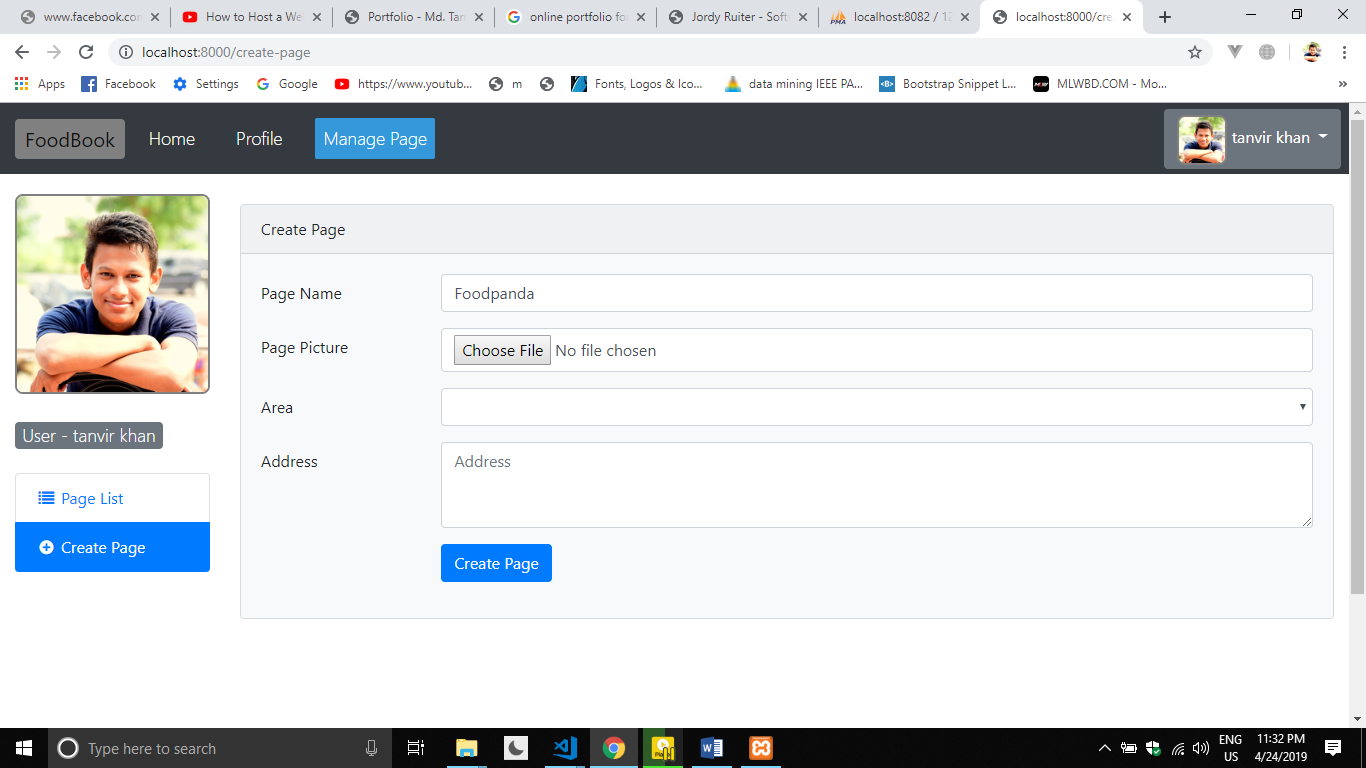 www.facebook.con
How to Host a We
Portfolio - Md. Tan
online portfolio fo
Jordy Ruiter - Soft
localhost:8082 / 12
localhost:8000/cre
localhost:8000/create-page
Apps
Facebook
Settings
Google
https://www.youtub...
m
Fonts, Logos & Ico...
data mining IEEE PA...
Bootstrap Snippet L...
MLWBD.COM - Mo...
»
FoodBook
Home
Profile
Manage Page
tanvir khan
Create Page
Page Name
Foodpanda
Page Picture
Choose File No file chosen
Area
Address
Address
Create Page
User - tanvir khan
Page List
Create Page
Type here to search
ENG
US
11:32 PM
4/24/2019